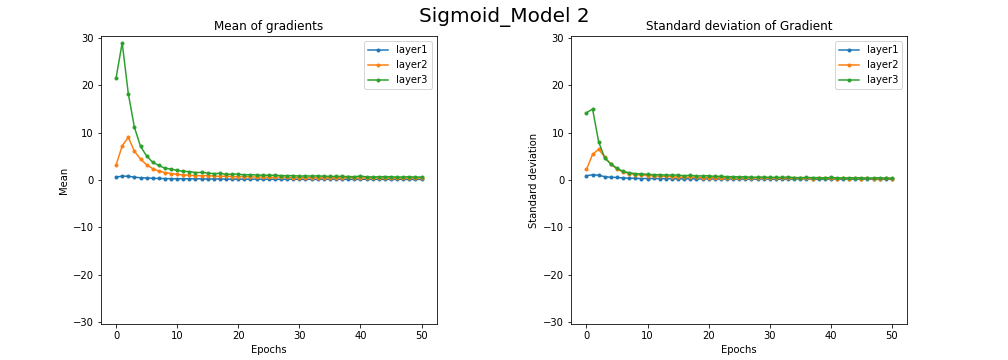 Sigmoid_Model 2
Mean of gradients
30
20
10
0
−10
−20
−30
Mean
layer1
layer2
layer3
0
10
20
30
40
50
Epochs
Standard deviation of Gradient
30
20
10
0
−10
−20
−30
Standard deviation
layer1
layer2
layer3
0
10
20
30
40
50
Epochs